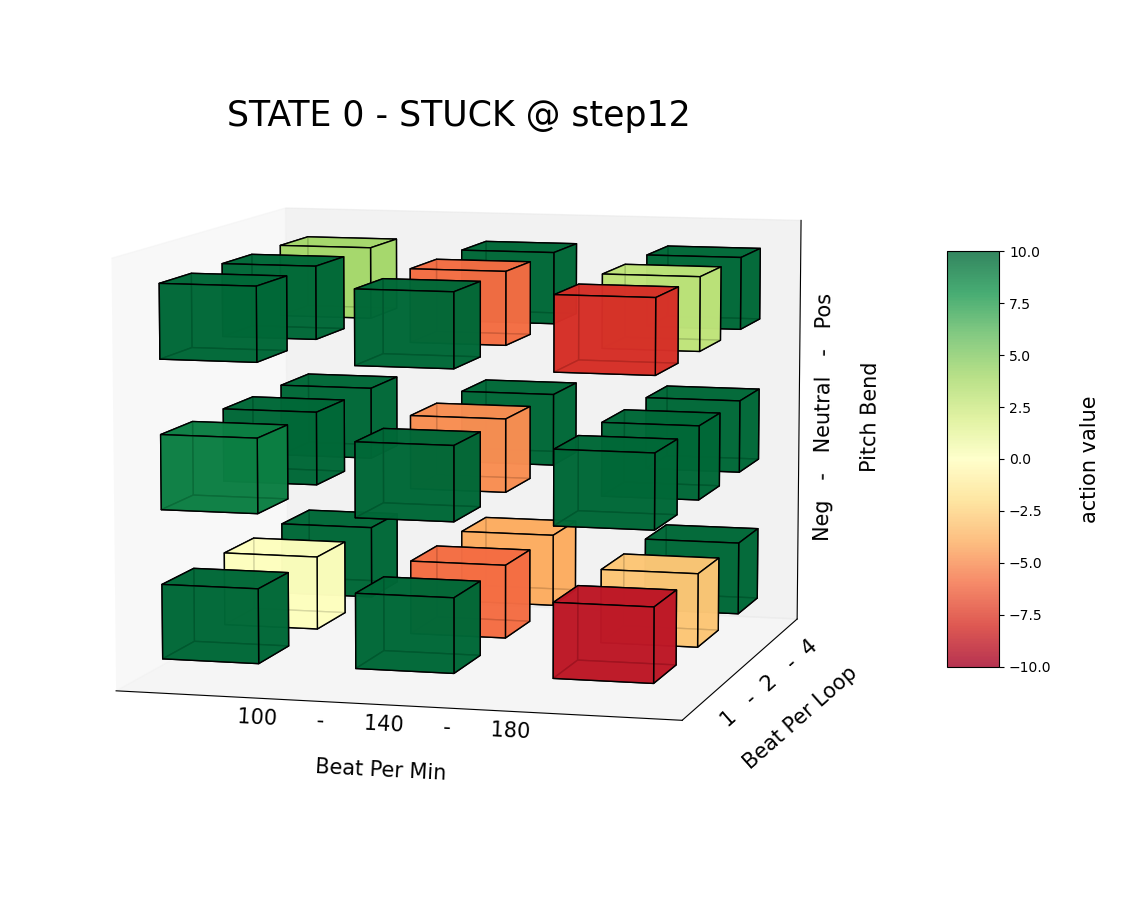 STATE 0 - STUCK @ step12
Neg - Neutral - Pos
Pitch Bend
100 - 140 - 180
Beat Per Min
1 - 2 - 4
Beat Per Loop
10.0
7.5
5.0
2.5
0.0
−2.5
−5.0
−7.5
−10.0
action value